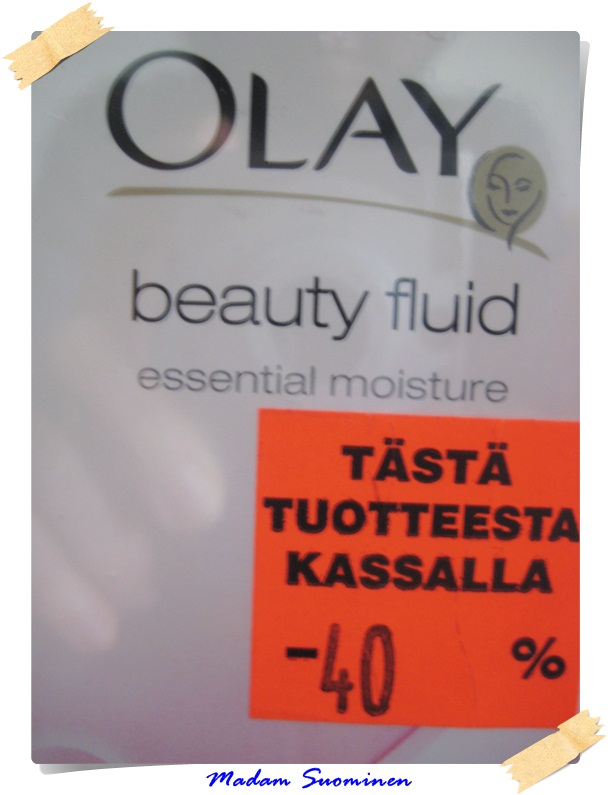 OLAY
beauty fluid
essential moisture
TÄSTÄ
TUOTTEESTA
KASSALLA
-40 %
Madam Suominen